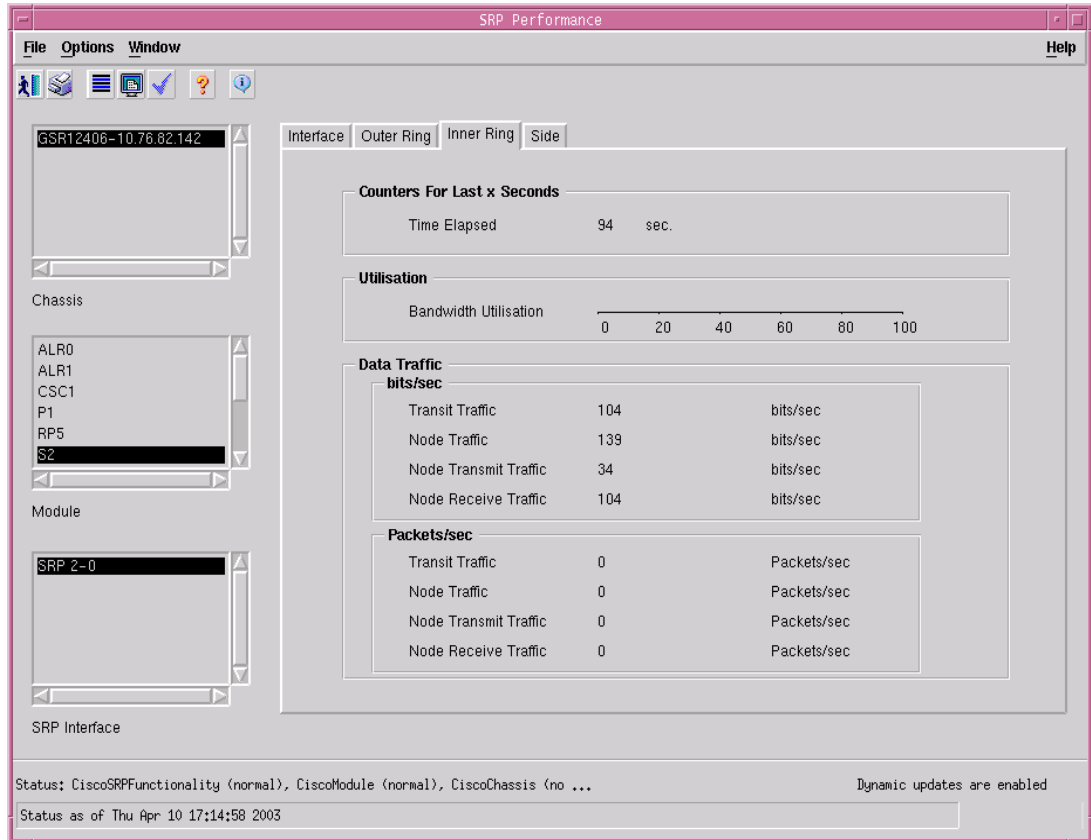 SRP Performance
File Options Window Help
GSR12406-10.76.82.142
Chassis
ALR0
ALR1
CSC1
P1
RP5
S2
Module
SRP 2-0
SRP Interface
Interface Outer Ring Inner Ring Side
Counters For Last x Seconds
Time Elapsed 94 sec.
Utilisation
Bandwidth Utilisation
0 20 40 60 80 100
Data Traffic
bits/sec
Transit Traffic 104 bits/sec
Node Traffic 139 bits/sec
Node Transmit Traffic 34 bits/sec
Node Receive Traffic 104 bits/sec
Packets/sec
Transit Traffic 0 Packets/sec
Node Traffic 0 Packets/sec
Node Transmit Traffic 0 Packets/sec
Node Receive Traffic 0 Packets/sec
Status: CiscoSRPFunctionality (normal), CiscoModule (normal), CiscoChassis (no ... Dynamic updates are enabled
Status as of Thu Apr 10 17:14:58 2003